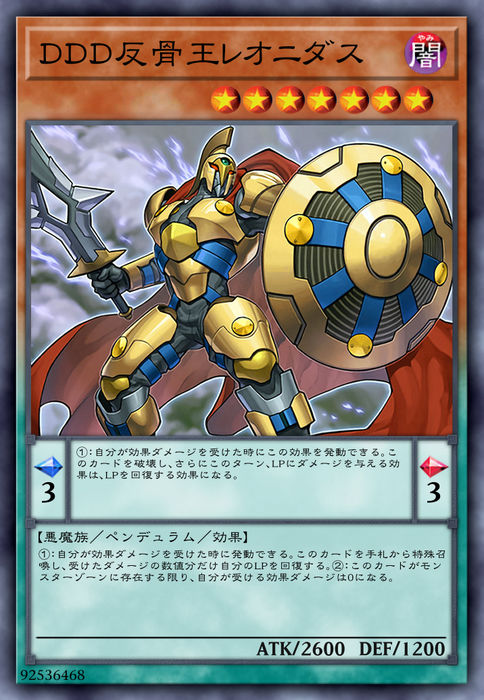 DDD反骨王レオニダス
やみ
闇
①:自分が効果ダメージを受けた時にこの効果を発動できる。こ
のカードを破壊し、さらにこのターン、LPにダメージを与える効
果は、LPを回復する効果になる。
3
3
【悪魔族／ペンデュラム／効果】
①:自分が効果ダメージを受けた時に発動できる。このカードを手札から特殊召
喚し、受けたダメージの数値分だけ自分のLPを回復する。②:このカードがモン
スターゾーンに存在する限り、自分が受ける効果ダメージは0になる。
ATK/2600 DEF/1200
92536468